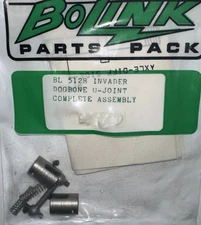 BoLINK
PARTS PACK
BL 5128 INVADER
DOGBONE U-JOINT
COMPLETE ASSEMBLY